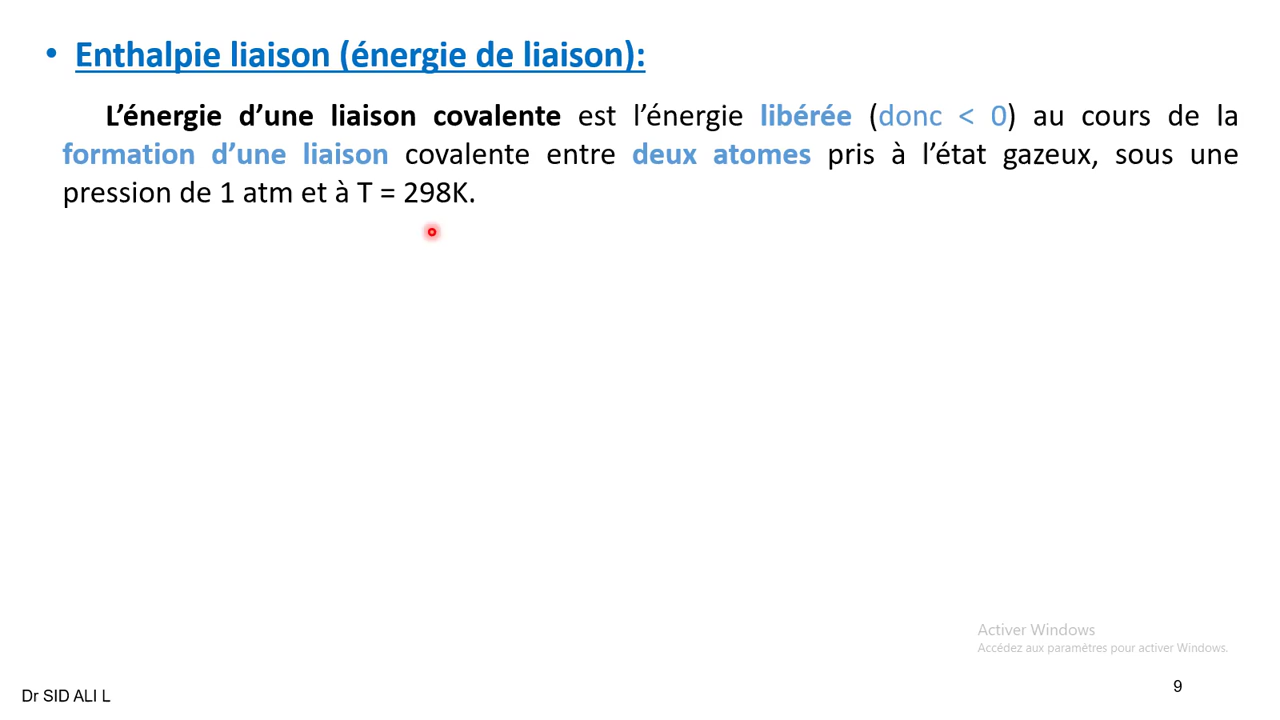 • Enthalpie liaison (énergie de liaison):
L’énergie d’une liaison covalente est l’énergie libérée (donc < 0) au cours de la
formation d’une liaison covalente entre deux atomes pris à l’état gazeux, sous une
pression de 1 atm et à T = 298K.
Activer Windows
Accédez aux paramètres pour activer Windows.
Dr SID ALI L
9